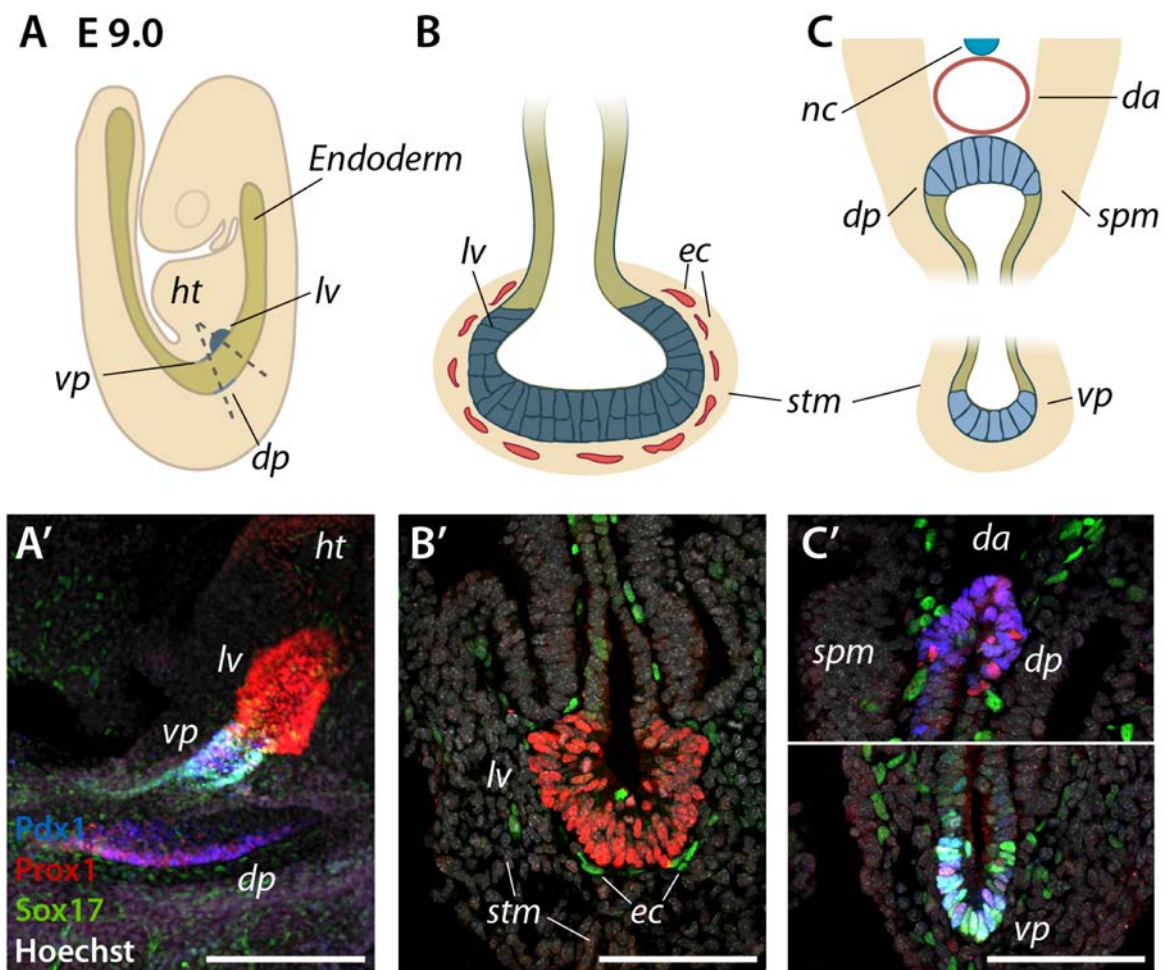 A E 9.0
Endoderm
ht
lv
vp
dp
B
lv
ec
stm
C
nc
da
dp
spm
vp
A′
ht
lv
vp
Pdx1
Prox1
Sox17
Hoechst
dp
B′
lv
stm
ec
C′
da
spm
dp
vp